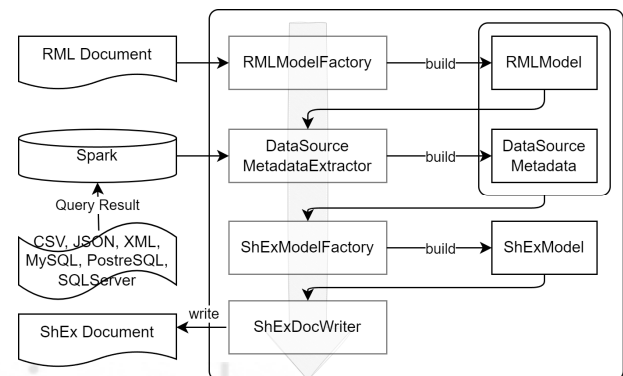 RML Document
RMLModelFactory
build
RMLModel
Spark
DataSource
MetadataExtractor
build
DataSource
Metadata
Query Result
CSV, JSON, XML,
MySQL, PostreSQL,
SQLServer
ShExModelFactory
build
ShExModel
ShEx Document
write
ShExDocWriter